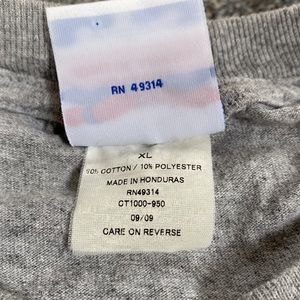 RN 49314
XL
90% COTTON / 10% POLYESTER
MADE IN HONDURAS
RN49314
CT1000-950
09/09
CARE ON REVERSE